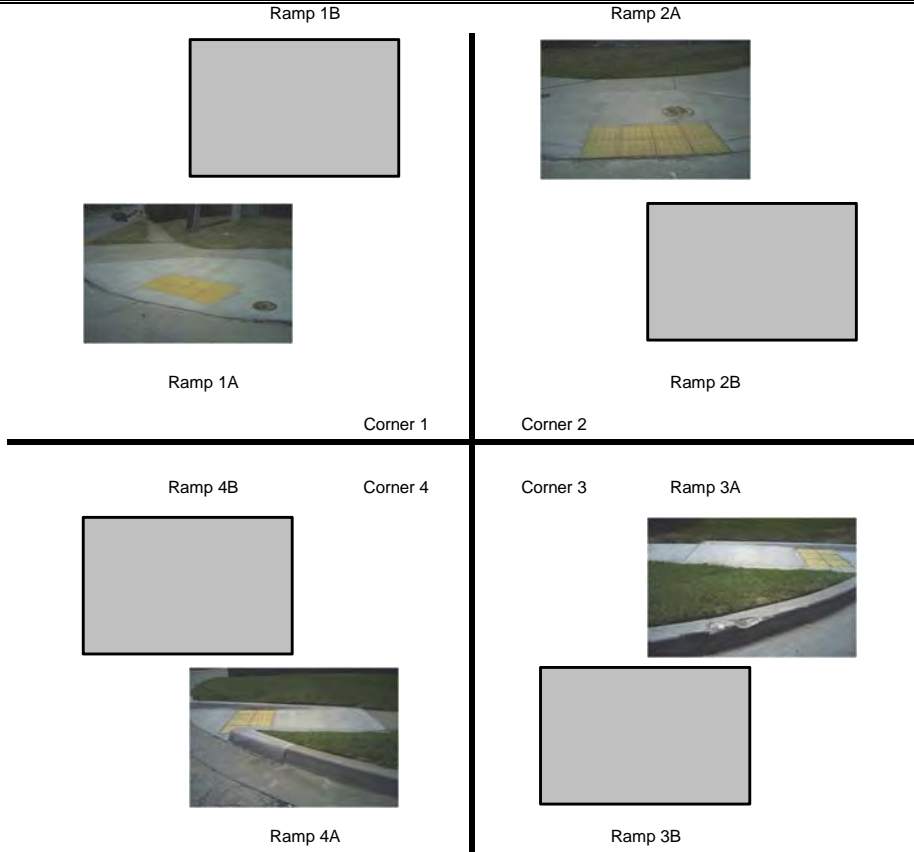 Ramp 1B
Ramp 2A
Ramp 1A
Ramp 2B
Corner 1
Corner 2
Ramp 4B
Corner 4
Corner 3
Ramp 3A
Ramp 4A
Ramp 3B